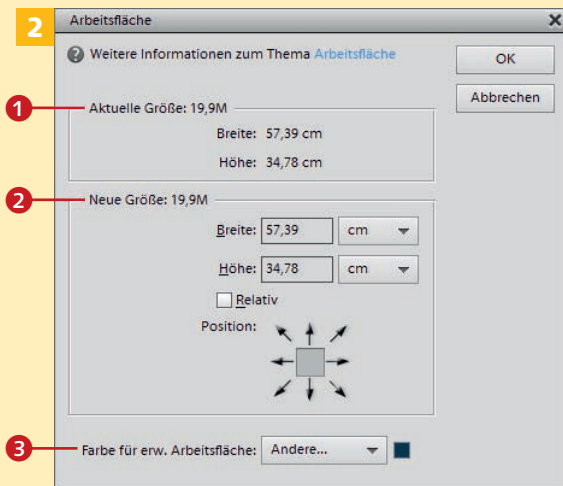 2
Arbeitsfläche
Weitere Informationen zum Thema Arbeitsfläche
OK
Abbrechen
1 Aktuelle Größe: 19,9M
Breite: 57,39 cm
Höhe: 34,78 cm
2 Neue Größe: 19,9M
Breite: 57,39 cm
Höhe: 34,78 cm
Relativ
Position:
3 Farbe für erw. Arbeitsfläche: Andere...